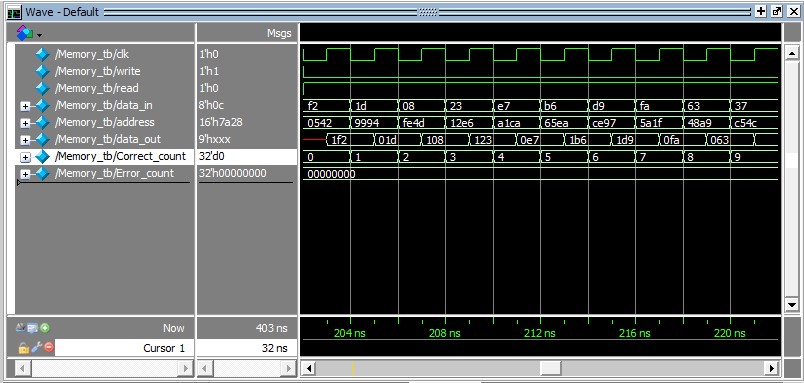 Wave - Default
Msgs
/Memory_tb/clk 1'h0
/Memory_tb/write 1'h1
/Memory_tb/read 1'h0
/Memory_tb/data_in 8'h0c f2 1d 08 23 e7 b6 d9 fa 63 37
/Memory_tb/address 16'h7a28 0542 9994 fe4d 12e6 a1ca 65ea ce97 5a1f 48a9 c54c
/Memory_tb/data_out 9'hxxx 1f2 01d 108 123 0e7 1b6 1d9 0fa 063
/Memory_tb/Correct_count 32'd0 0 1 2 3 4 5 6 7 8 9
/Memory_tb/Error_count 32'h00000000 00000000
Now 403 ns 204 ns 208 ns 212 ns 216 ns 220 ns
Cursor 1 32 ns